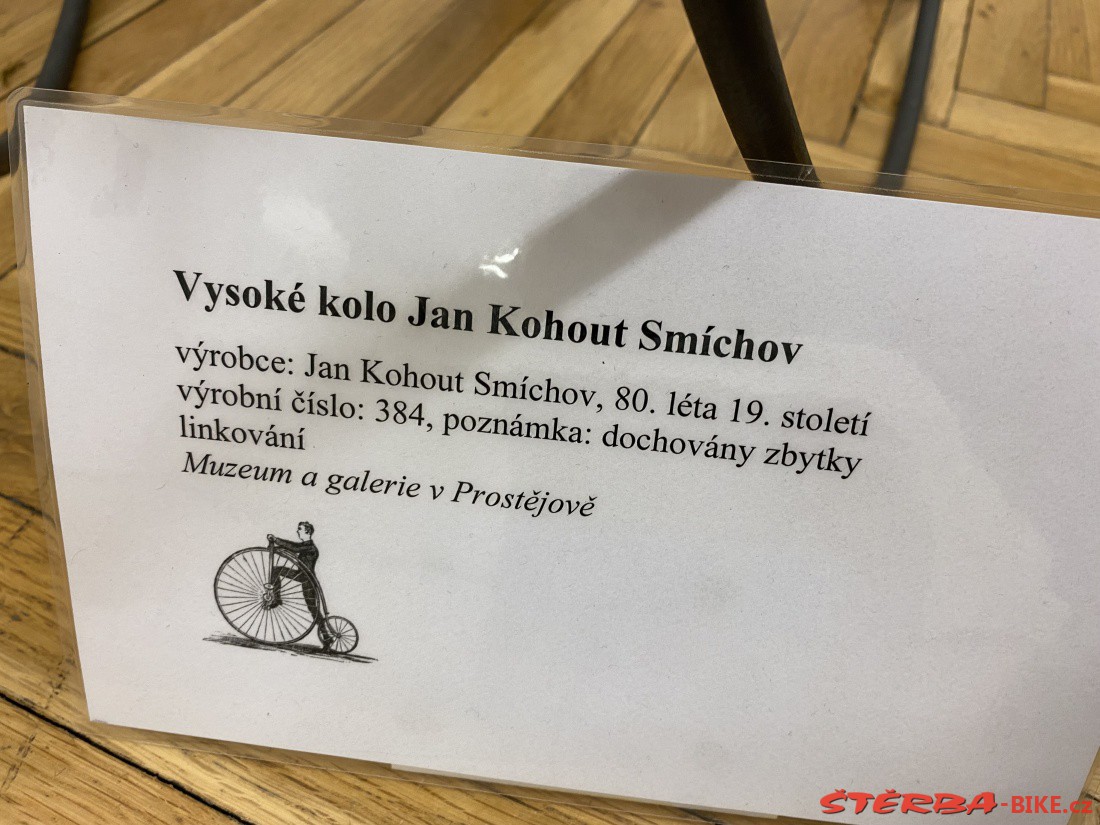 Vysoké kolo Jan Kohout Smíchov
výrobce: Jan Kohout Smíchov, 80. léta 19. století
výrobní číslo: 384, poznámka: dochovány zbytky
linkování
Muzeum a galerie v Prostějově
ŠTĚRBA-BIKE.cz